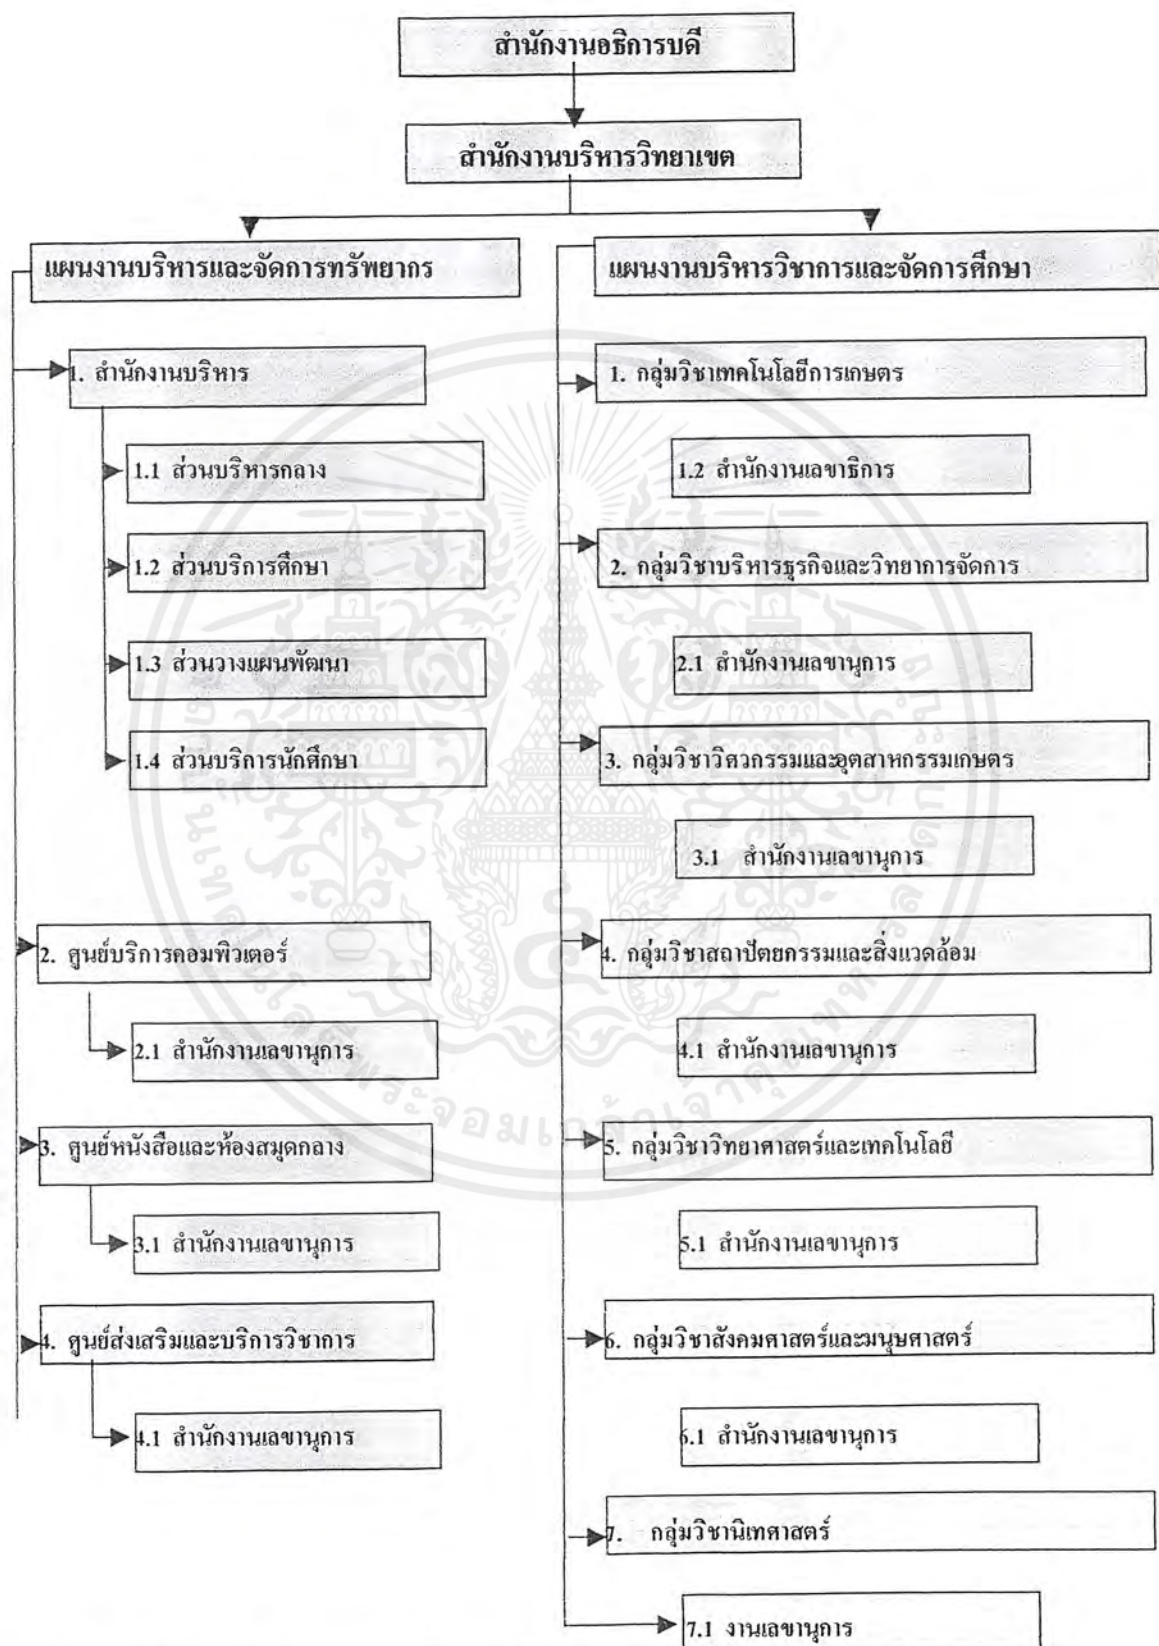 สำนักงานอธิการบดี
สำนักงานบริหารวิทยาเขต
แผนงานบริหารและจัดการทรัพยากร
1. สำนักงานบริหาร
1.1 ส่วนบริหารกลาง
1.2 ส่วนบริการศึกษา
1.3 ส่วนวางแผนพัฒนา
1.4 ส่วนบริการนักศึกษา
2. ศูนย์บริการคอมพิวเตอร์
2.1 สำนักงานเลขานุการ
3. ศูนย์หนังสือและห้องสมุดกลาง
3.1 สำนักงานเลขานุการ
4. ศูนย์ส่งเสริมและบริการวิชาการ
4.1 สำนักงานเลขานุการ
แผนงานบริหารวิชาการและจัดการศึกษา
1. กลุ่มวิชาเทคโนโลยีการเกษตร
1.2 สำนักงานเลขาธิการ
2. กลุ่มวิชาบริหารธุรกิจและวิทยาการจัดการ
2.1 สำนักงานเลขานุการ
3. กลุ่มวิชาวิศวกรรมและอุตสาหกรรมเกษตร
3.1 สำนักงานเลขานุการ
4. กลุ่มวิชาสถาปัตยกรรมและสิ่งแวดล้อม
4.1 สำนักงานเลขานุการ
5. กลุ่มวิชาวิทยาศาสตร์และเทคโนโลยี
5.1 สำนักงานเลขานุการ
6. กลุ่มวิชาสังคมศาสตร์และมนุษศาสตร์
6.1 สำนักงานเลขานุการ
7. กลุ่มวิชานิเทศาสตร์
7.1 งานเลขานุการ